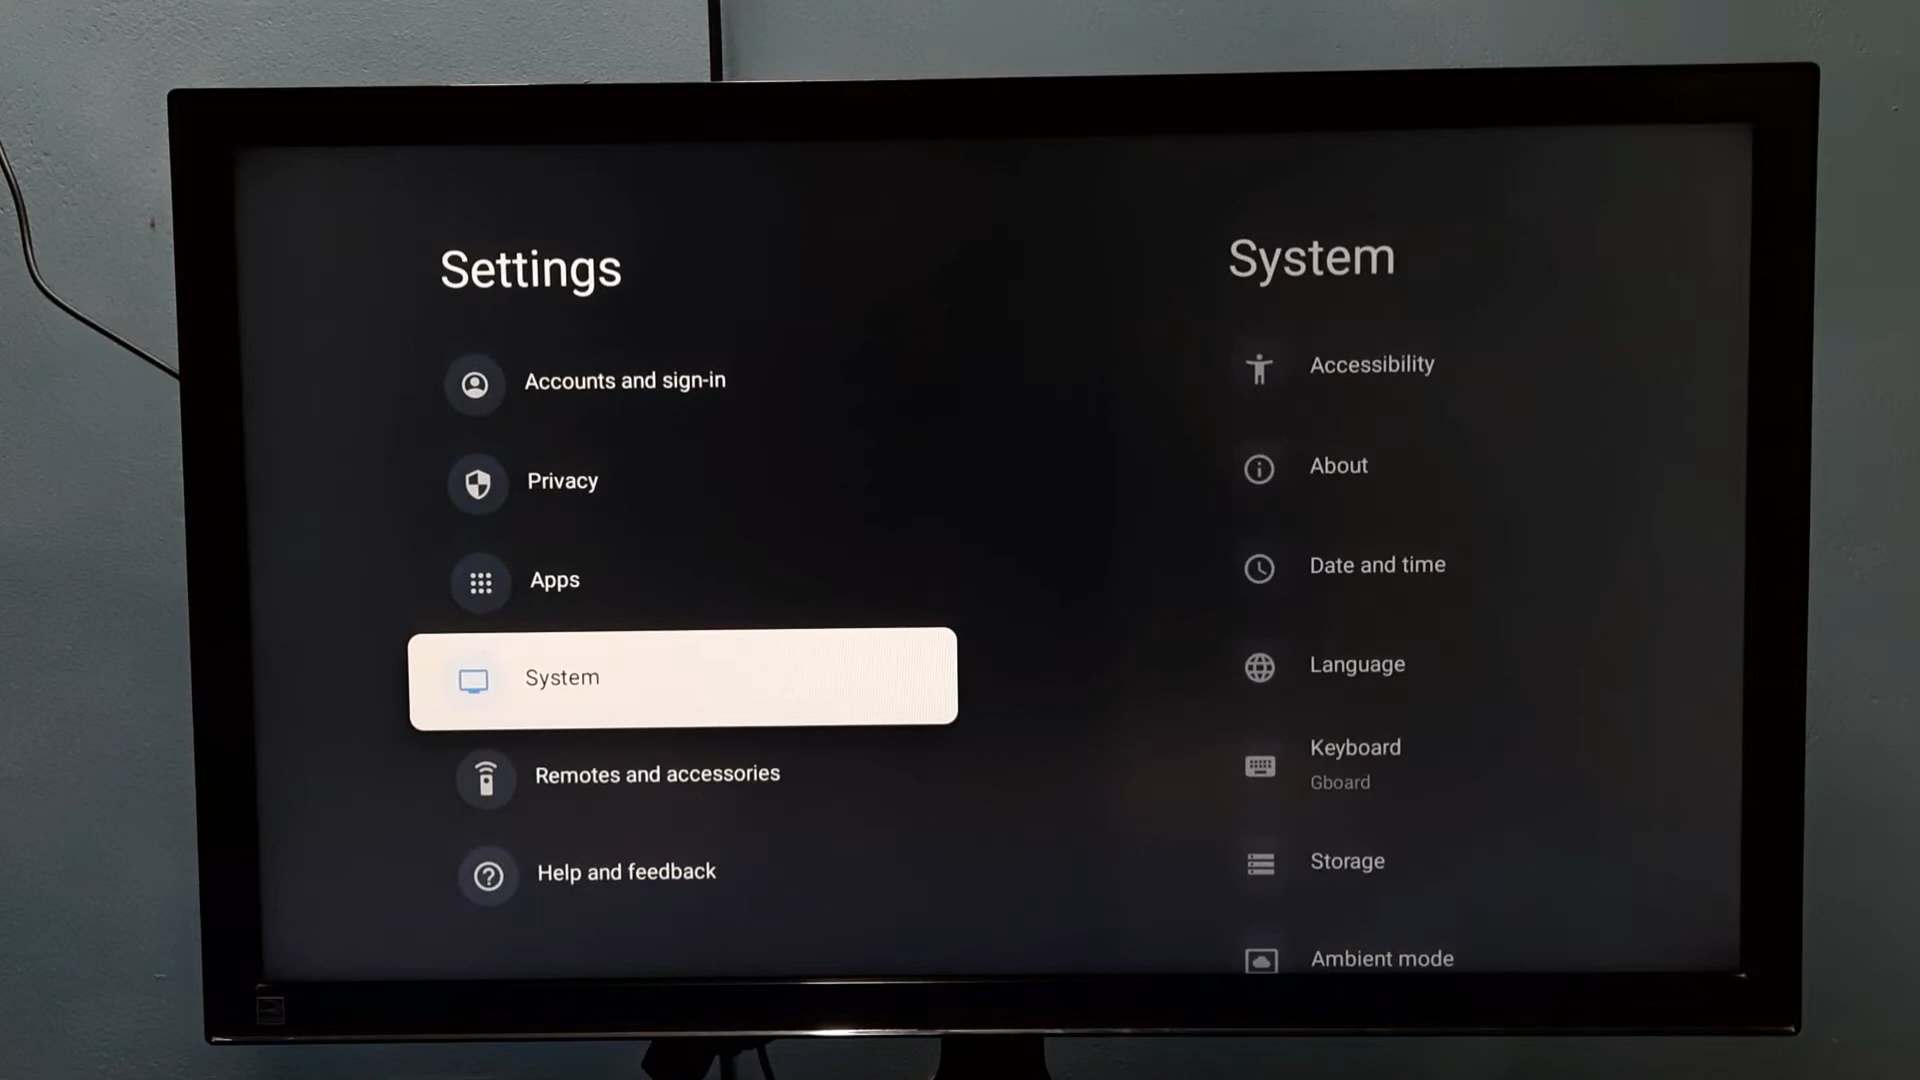 Settings
Accounts and sign-in
Privacy
Apps
System
Remotes and accessories
Help and feedback
System
Accessibility
About
Date and time
Language
Keyboard
Gboard
Storage
Ambient mode